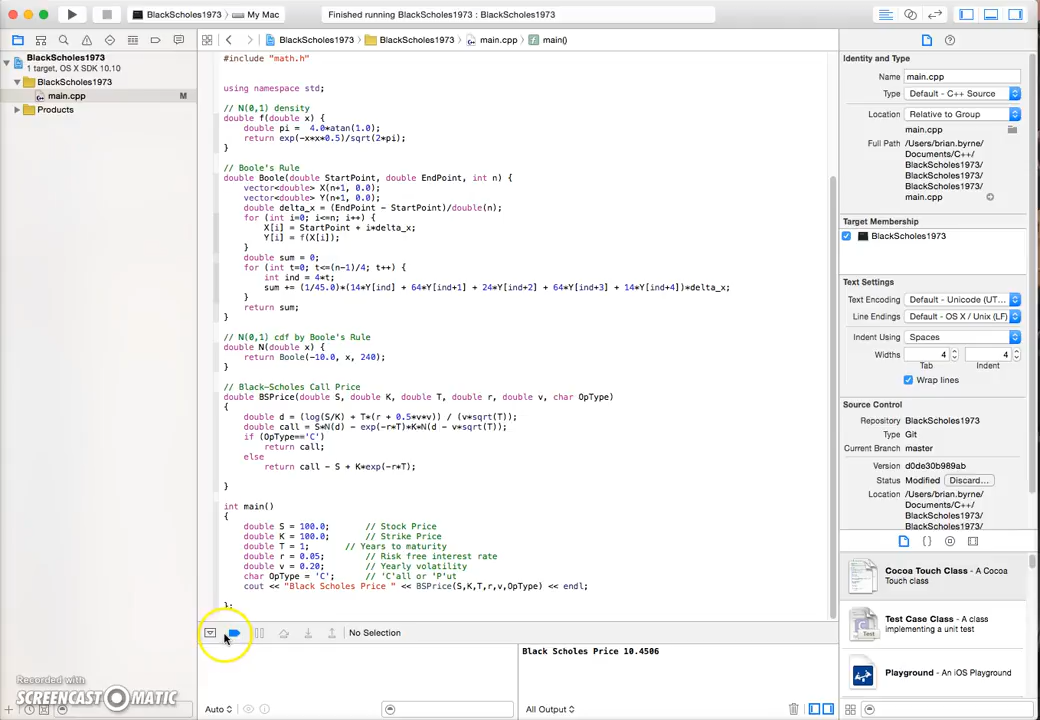 BlackScholes1973 › My Mac
Finished running BlackScholes1973 : BlackScholes1973
BlackScholes1973
1 target, OS X SDK 10.10
BlackScholes1973
main.cpp M
Products
BlackScholes1973 › BlackScholes1973 › main.cpp › main()
#include "math.h"
using namespace std;
// N(0,1) density
double f(double x) {
double pi =  4.0*atan(1.0);
return exp(-x*x*0.5)/sqrt(2*pi);
}
// Boole's Rule
double Boole(double StartPoint, double EndPoint, int n) {
vector<double> X(n+1, 0.0);
vector<double> Y(n+1, 0.0);
double delta_x = (EndPoint - StartPoint)/double(n);
for (int i=0; i<=n; i++) {
X[i] = StartPoint + i*delta_x;
Y[i] = f(X[i]);
}
double sum = 0;
for (int t=0; t<=(n-1)/4; t++) {
int ind = 4*t;
sum += (1/45.0)*(14*Y[ind] + 64*Y[ind+1] + 24*Y[ind+2] + 64*Y[ind+3] + 14*Y[ind+4])*delta_x;
}
return sum;
}
// N(0,1) cdf by Boole's Rule
double N(double x) {
return Boole(-10.0, x, 240);
}
// Black-Scholes Call Price
double BSPrice(double S, double K, double T, double r, double v, char OpType)
{
double d = (log(S/K) + T*(r + 0.5*v*v)) / (v*sqrt(T));
double call = S*N(d) - exp(-r*T)*K*N(d - v*sqrt(T));
if (OpType=='C')
return call;
else
return call - S + K*exp(-r*T);
}
int main()
{
double S = 100.0;      // Stock Price
double K = 100.0;      // Strike Price
double T = 1;      // Years to maturity
double r = 0.05;      // Risk free interest rate
double v = 0.20;      // Yearly volatility
char OpType = 'C';     // 'C'all or 'P'ut
cout << "Black Scholes Price " << BSPrice(S,K,T,r,v,OpType) << endl;
};
No Selection
Black Scholes Price 10.4506
Auto
All Output
Identity and Type
Name main.cpp
Type Default - C++ Source
Location Relative to Group
main.cpp
Full Path /Users/brian.byrne/
Documents/C++/
BlackScholes1973/
BlackScholes1973/
BlackScholes1973/
main.cpp
Target Membership
BlackScholes1973
Text Settings
Text Encoding Default - Unicode (UT...
Line Endings Default - OS X / Unix (LF)
Indent Using Spaces
Widths 4 4
Tab Indent
Wrap lines
Source Control
Repository BlackScholes1973
Type Git
Current Branch master
Version d0de30b989ab
Status Modified Discard...
Location /Users/brian.byrne/
Documents/C++/
BlackScholes1973/
BlackScholes1973/
Cocoa Touch Class - A Cocoa
Touch class
Test Case Class - A class
implementing a unit test
Test
Playground - An iOS Playground
Recorded with
SCREENCAST MATIC